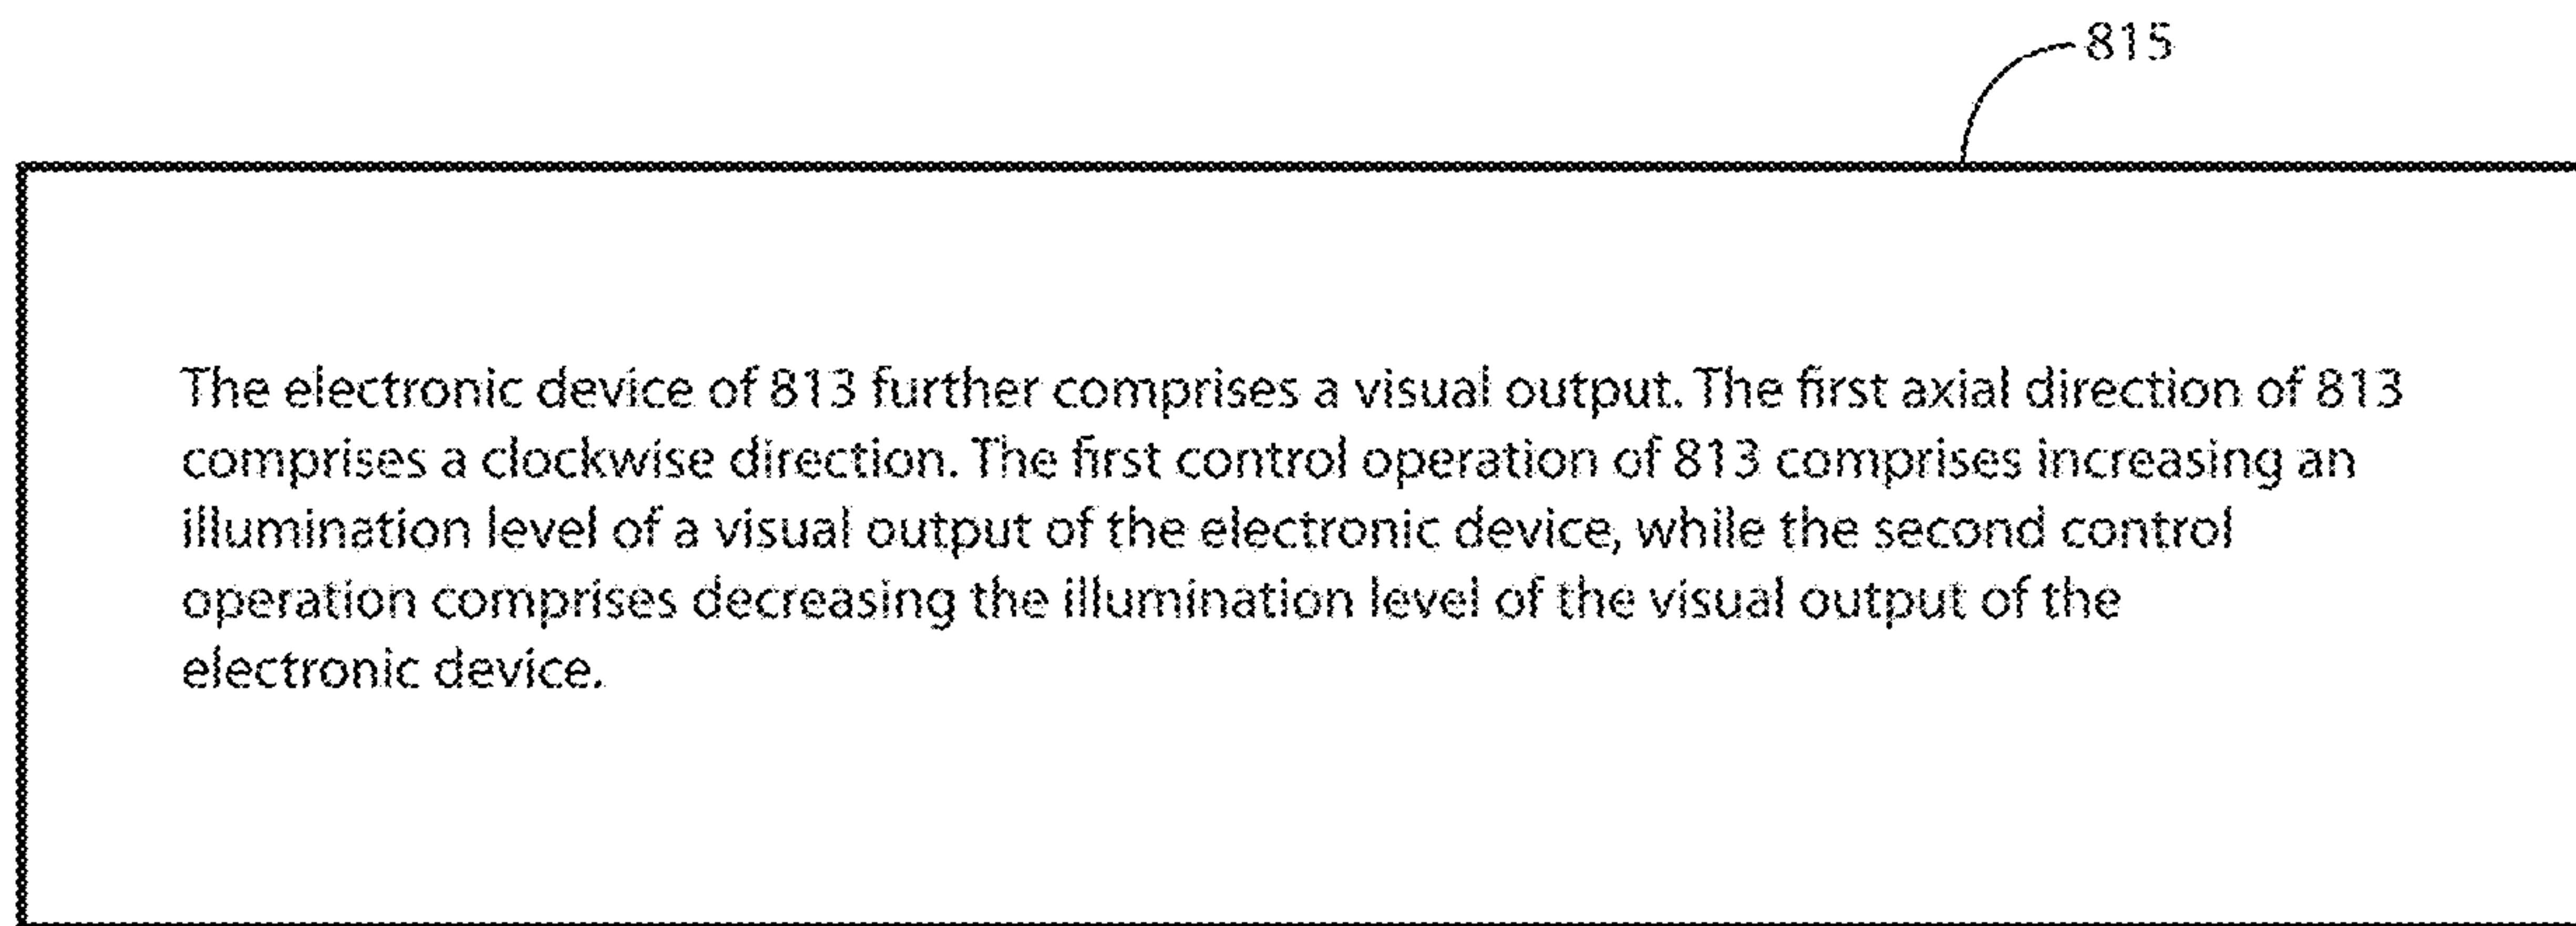 815
The electronic device of 813 further comprises a visual output. The first axial direction of 813
comprises a clockwise direction. The first control operation of 813 comprises increasing an
illumination level of a visual output of the electronic device, while the second control
operation comprises decreasing the illumination level of the visual output of the
electronic device.